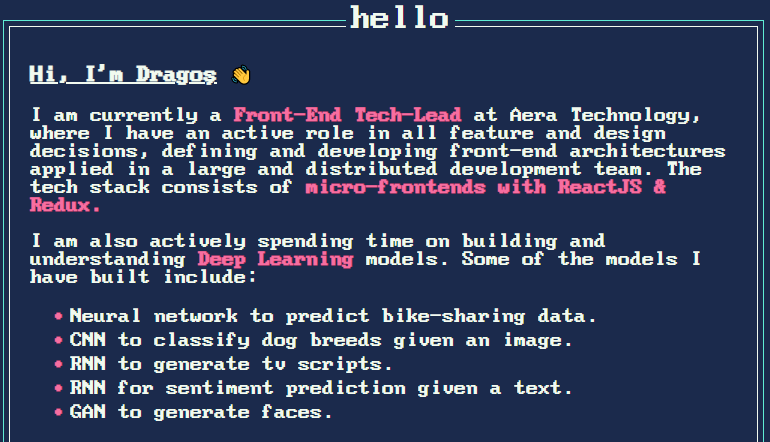 hello
Hi, I'm Dragoş 👋
I am currently a Front-End Tech-Lead at Aera Technology,
where I have an active role in all feature and design
decisions, defining and developing front-end architectures
applied in a large and distributed development team. The
tech stack consists of micro-frontends with ReactJS &
Redux.
I am also actively spending time on building and
understanding Deep Learning models. Some of the models I
have built include:
• Neural network to predict bike-sharing data.
• CNN to classify dog breeds given an image.
• RNN to generate tv scripts.
• RNN for sentiment prediction given a text.
• GAN to generate faces.